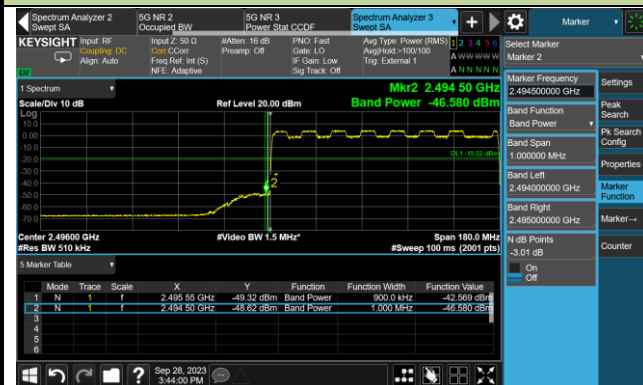 Spectrum Analyzer 2
Swept SA
5G NR 2
Occupied BW
5G NR 3
Power Stat CCDF
Spectrum Analyzer 3
Swept SA
Marker
KEYSIGHT
Input: RF
Coupling: DC
Align: Auto
Input Z: 50 Ω
Corr CCorr
Freq Ref: Int (S)
NFE: Adaptive
#Atten: 16 dB
Preamp: Off
PNO: Fast
Gate: LO
IF Gain: Low
Sig Track: Off
Avg Type: Power (RMS)
Avg|Hold:>100/100
Trig: External 1
1 2 3 4 5 6
A W W W W W
A N N N N N
LV
1 Spectrum
Scale/Div 10 dB
Ref Level 20.00 dBm
Mkr2 2.494 50 GHz
Band Power -46.580 dBm
Log
10.0
0.00
-10.0
-20.0
-30.0
-40.0
-50.0
-60.0
-70.0
DL1 -19.02 dBm
2
Center 2.49600 GHz
#Video BW 1.5 MHz*
Span 180.0 MHz
#Res BW 510 kHz
#Sweep 100 ms (2001 pts)
5 Marker Table
Mode Trace Scale X Y Function Function Width Function Value
1 N 1 f 2.495 55 GHz -49.32 dBm Band Power 900.0 kHz -42.569 dBm
2 N 1 f 2.494 50 GHz -48.62 dBm Band Power 1.000 MHz -46.580 dBm
3
4
5
6
Select Marker
Marker 2
Marker Frequency
2.494500000 GHz
Band Function
Band Power
Band Span
1.000000 MHz
Band Left
2.494000000 GHz
Band Right
2.495000000 GHz
N dB Points
-3.01 dB
On
Off
Settings
Peak
Search
Pk Search
Config
Properties
Marker
Function
Marker→
Counter
?
Sep 28, 2023
3:44:00 PM